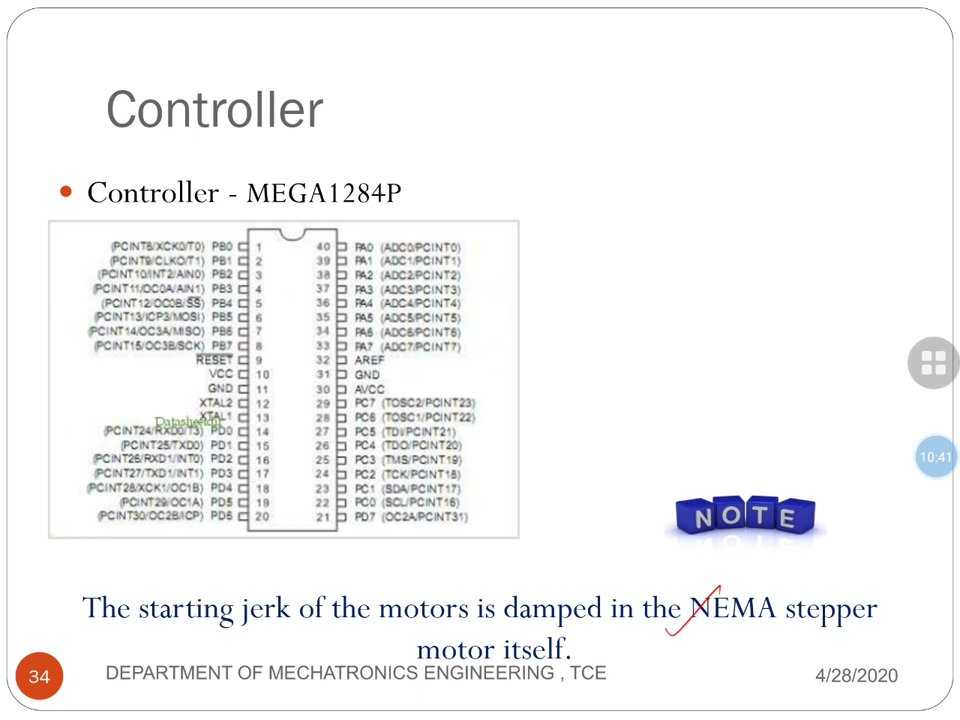 Controller
Controller - MEGA1284P
(PCINT8/XCK0/T0) PB0 1 40 PA0 (ADC0/PCINT0)
(PCINT9/CLKO/T1) PB1 2 39 PA1 (ADC1/PCINT1)
(PCINT10/INT2/AIN0) PB2 3 38 PA2 (ADC2/PCINT2)
(PCINT11/OC0A/AIN1) PB3 4 37 PA3 (ADC3/PCINT3)
(PCINT12/OC0B/SS) PB4 5 36 PA4 (ADC4/PCINT4)
(PCINT13/ICP3/MOSI) PB5 6 35 PA5 (ADC5/PCINT5)
(PCINT14/OC3A/MISO) PB6 7 34 PA6 (ADC6/PCINT6)
(PCINT15/OC3B/SCK) PB7 8 33 PA7 (ADC7/PCINT7)
RESET 9 32 AREF
VCC 10 31 GND
GND 11 30 AVCC
XTAL2 12 29 PC7 (TOSC2/PCINT23)
XTAL1 13 28 PC6 (TOSC1/PCINT22)
(PCINT24/RXD0/T3) PD0 14 27 PC5 (TDI/PCINT21)
(PCINT25/TXD0) PD1 15 26 PC4 (TDO/PCINT20)
(PCINT26/RXD1/INT0) PD2 16 25 PC3 (TMS/PCINT19)
(PCINT27/TXD1/INT1) PD3 17 24 PC2 (TCK/PCINT18)
(PCINT28/XCK1/OC1B) PD4 18 23 PC1 (SDA/PCINT17)
(PCINT29/OC1A) PD5 19 22 PC0 (SCL/PCINT16)
(PCINT30/OC2B/ICP) PD6 20 21 PD7 (OC2A/PCINT31)
10:41
NOTE
The starting jerk of the motors is damped in the NEMA stepper
motor itself.
34 DEPARTMENT OF MECHATRONICS ENGINEERING , TCE 4/28/2020